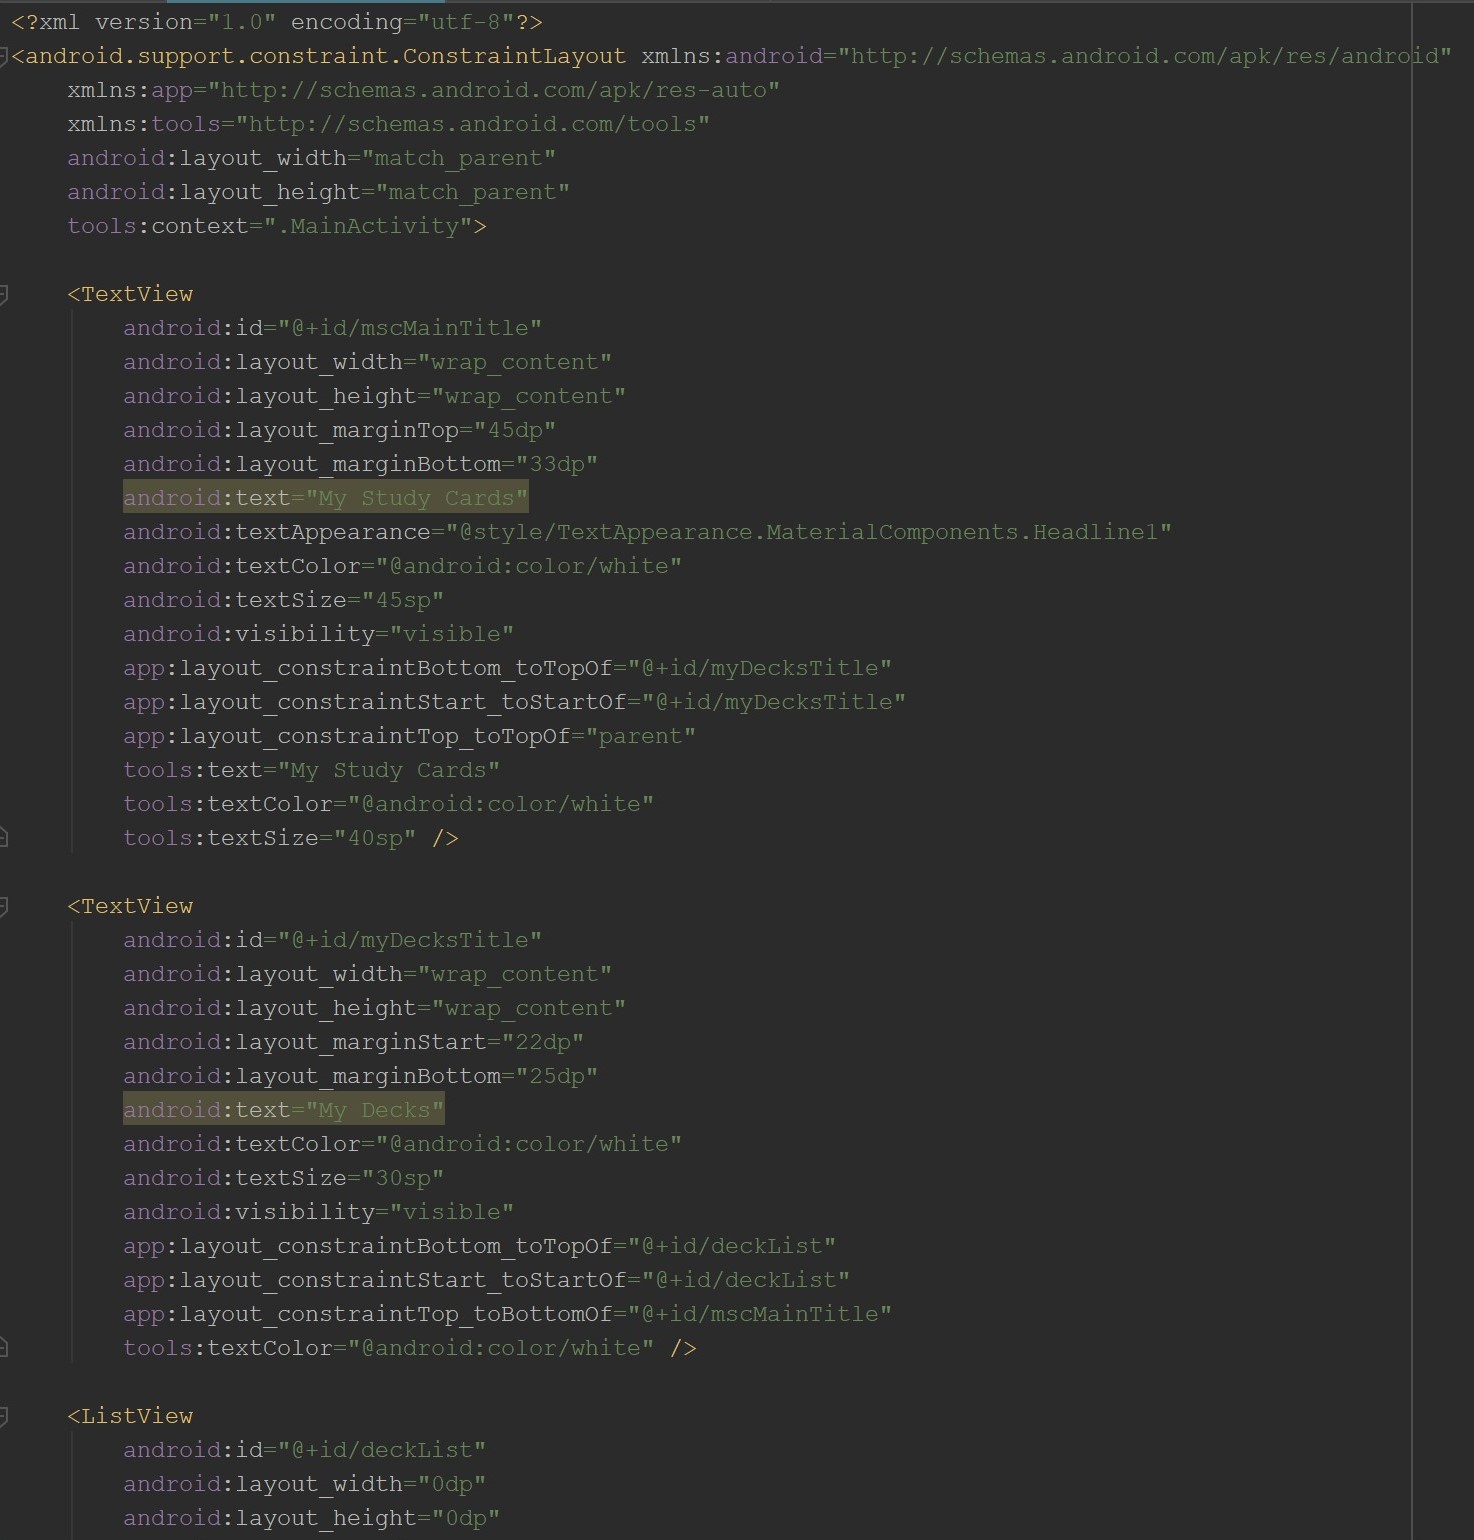 <?xml version="1.0" encoding="utf-8"?>
<android.support.constraint.ConstraintLayout xmlns:android="http://schemas.android.com/apk/res/android"
    xmlns:app="http://schemas.android.com/apk/res-auto"
    xmlns:tools="http://schemas.android.com/tools"
    android:layout_width="match_parent"
    android:layout_height="match_parent"
    tools:context=".MainActivity">

    <TextView
        android:id="@+id/mscMainTitle"
        android:layout_width="wrap_content"
        android:layout_height="wrap_content"
        android:layout_marginTop="45dp"
        android:layout_marginBottom="33dp"
        android:text="My Study Cards"
        android:textAppearance="@style/TextAppearance.MaterialComponents.Headline1"
        android:textColor="@android:color/white"
        android:textSize="45sp"
        android:visibility="visible"
        app:layout_constraintBottom_toTopOf="@+id/myDecksTitle"
        app:layout_constraintStart_toStartOf="@+id/myDecksTitle"
        app:layout_constraintTop_toTopOf="parent"
        tools:text="My Study Cards"
        tools:textColor="@android:color/white"
        tools:textSize="40sp" />

    <TextView
        android:id="@+id/myDecksTitle"
        android:layout_width="wrap_content"
        android:layout_height="wrap_content"
        android:layout_marginStart="22dp"
        android:layout_marginBottom="25dp"
        android:text="My Decks"
        android:textColor="@android:color/white"
        android:textSize="30sp"
        android:visibility="visible"
        app:layout_constraintBottom_toTopOf="@+id/deckList"
        app:layout_constraintStart_toStartOf="@+id/deckList"
        app:layout_constraintTop_toBottomOf="@+id/mscMainTitle"
        tools:textColor="@android:color/white" />

    <ListView
        android:id="@+id/deckList"
        android:layout_width="0dp"
        android:layout_height="0dp"